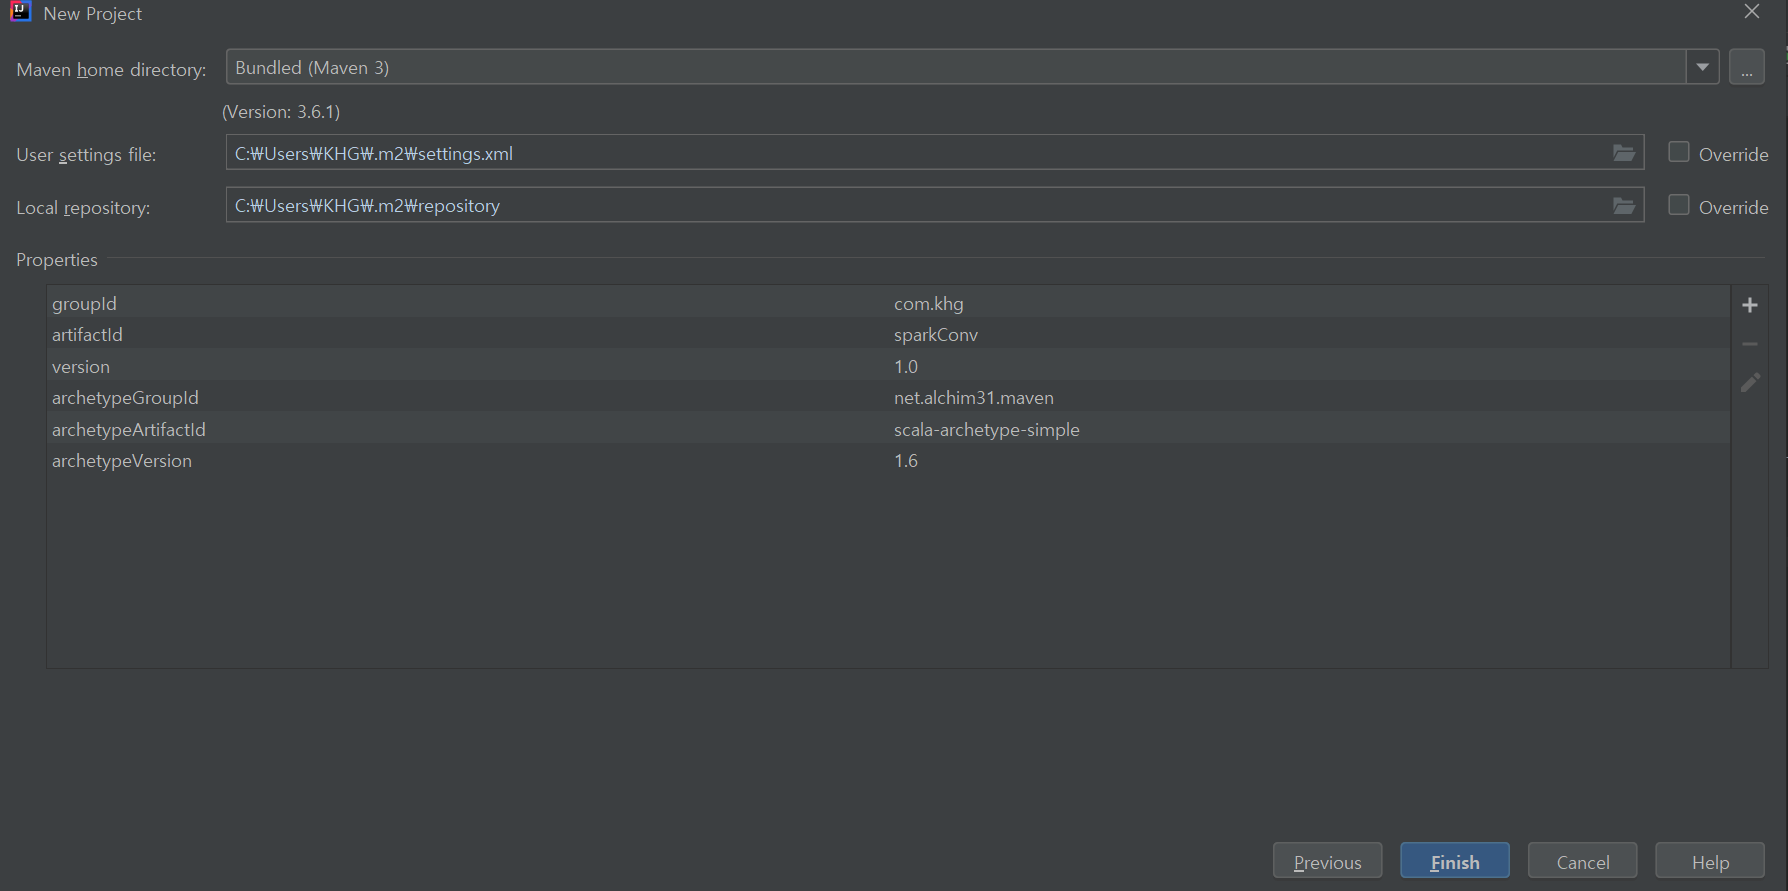 New Project
Maven home directory: Bundled (Maven 3) ...
(Version: 3.6.1)
User settings file: C:₩Users₩KHG₩.m2₩settings.xml Override
Local repository: C:₩Users₩KHG₩.m2₩repository Override
Properties
groupId com.khg
artifactId sparkConv
version 1.0
archetypeGroupId net.alchim31.maven
archetypeArtifactId scala-archetype-simple
archetypeVersion 1.6
Previous Finish Cancel Help